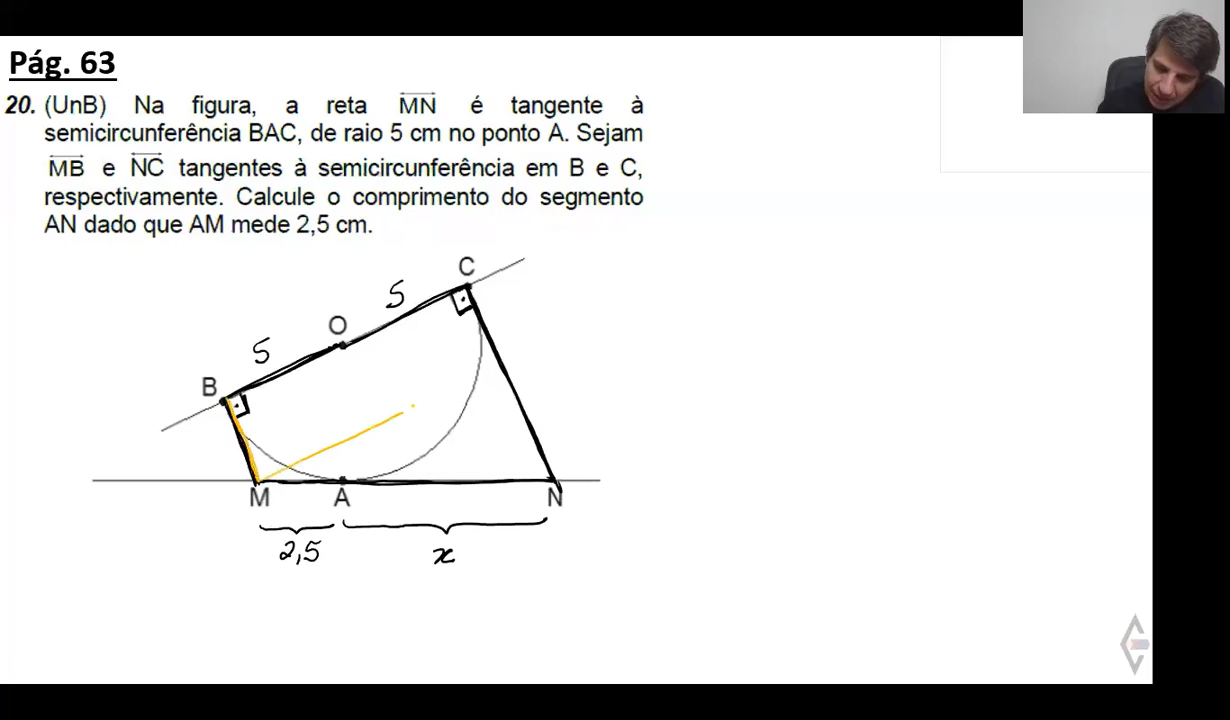 Pág. 63
20. (UnB) Na figura, a reta MN é tangente à
semicircunferência BAC, de raio 5 cm no ponto A. Sejam
MB e NC tangentes à semicircunferência em B e C,
respectivamente. Calcule o comprimento do segmento
AN dado que AM mede 2,5 cm.
C
5
O
5
B
M A N
2,5 x